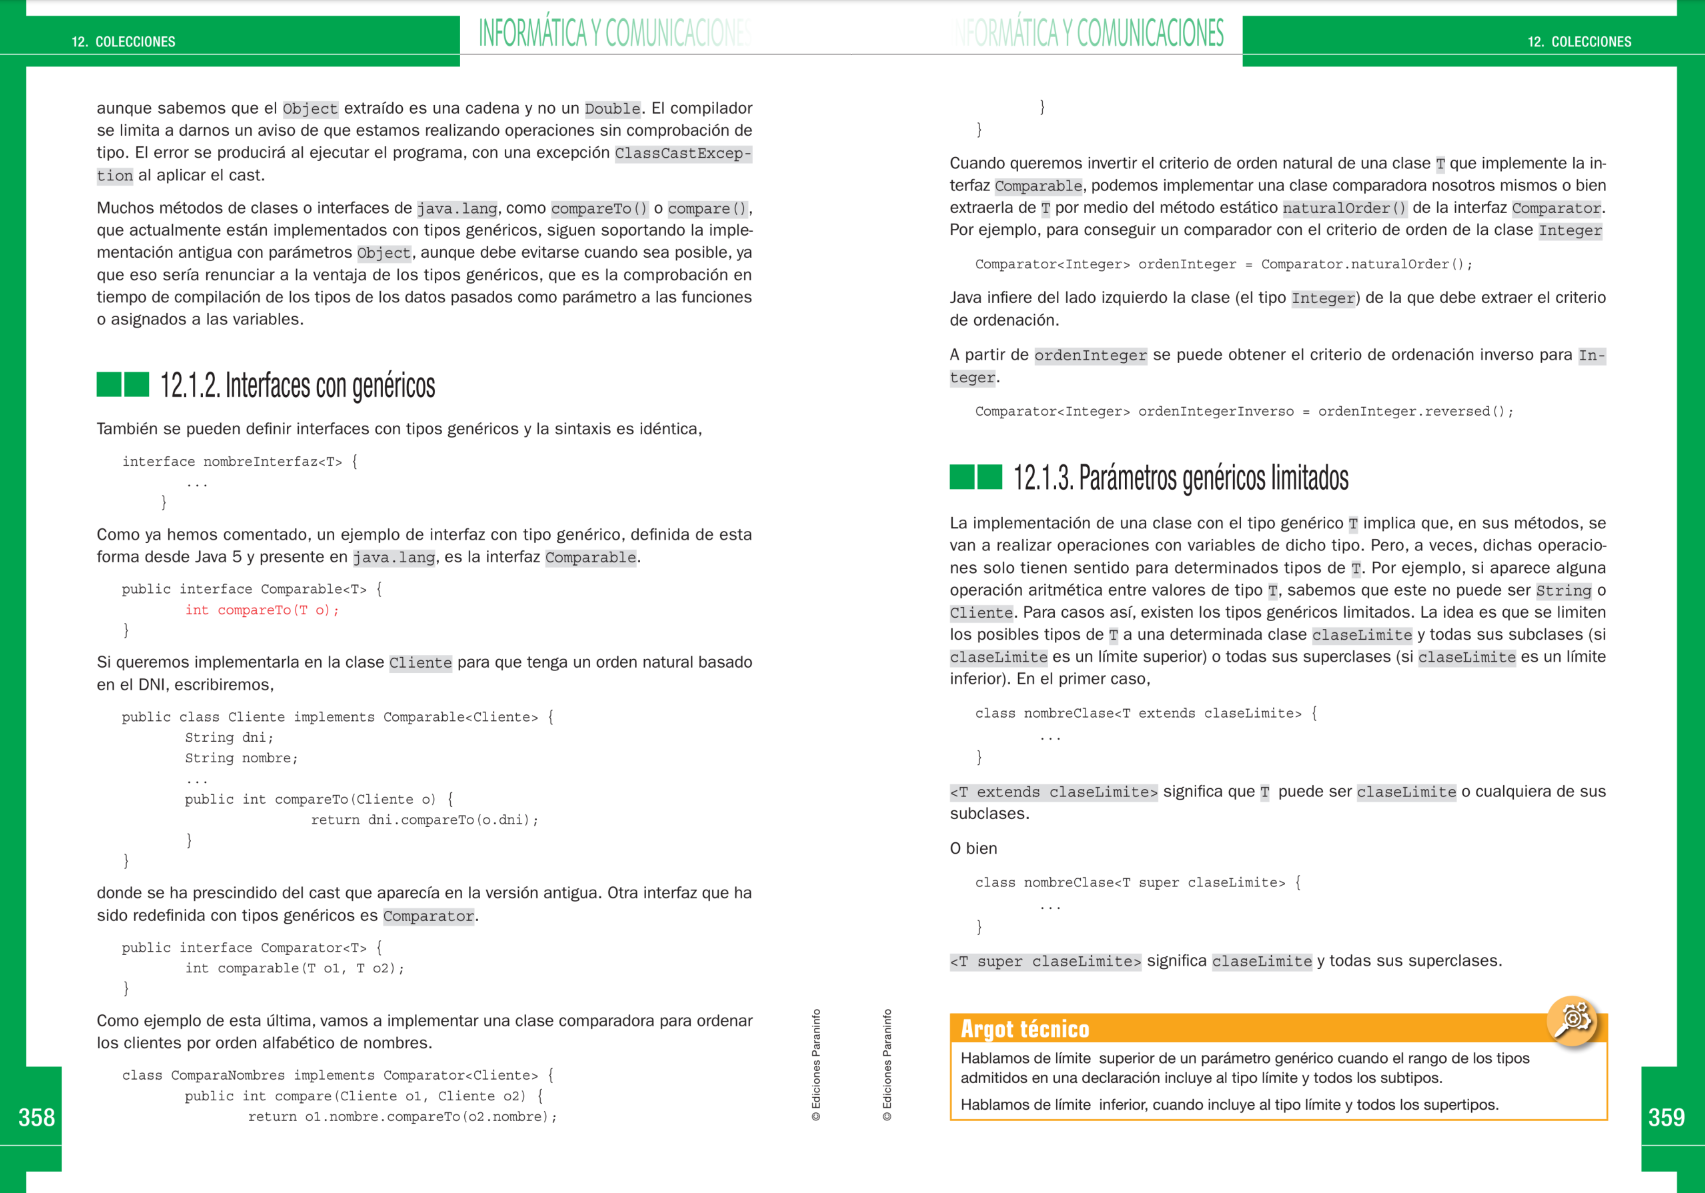 12. COLECCIONES
INFORMÁTICA Y COMUNICACIONES
aunque sabemos que el Object extraído es una cadena y no un Double. El compilador
se limita a darnos un aviso de que estamos realizando operaciones sin comprobación de
tipo. El error se producirá al ejecutar el programa, con una excepción ClassCastExcep-
tion al aplicar el cast.
Muchos métodos de clases o interfaces de java.lang, como compareTo() o compare(),
que actualmente están implementados con tipos genéricos, siguen soportando la imple-
mentación antigua con parámetros Object, aunque debe evitarse cuando sea posible, ya
que eso sería renunciar a la ventaja de los tipos genéricos, que es la comprobación en
tiempo de compilación de los tipos de los datos pasados como parámetro a las funciones
o asignados a las variables.
12.1.2. Interfaces con genéricos
También se pueden definir interfaces con tipos genéricos y la sintaxis es idéntica,
interface nombreInterfaz<T> {
...
}
Como ya hemos comentado, un ejemplo de interfaz con tipo genérico, definida de esta
forma desde Java 5 y presente en java.lang, es la interfaz Comparable.
public interface Comparable<T> {
int compareTo(T o);
}
Si queremos implementarla en la clase Cliente para que tenga un orden natural basado
en el DNI, escribiremos,
public class Cliente implements Comparable<Cliente> {
String dni;
String nombre;
...
public int compareTo(Cliente o) {
return dni.compareTo(o.dni);
}
}
donde se ha prescindido del cast que aparecía en la versión antigua. Otra interfaz que ha
sido redefinida con tipos genéricos es Comparator.
public interface Comparator<T> {
int comparable(T o1, T o2);
}
Como ejemplo de esta última, vamos a implementar una clase comparadora para ordenar
los clientes por orden alfabético de nombres.
class ComparaNombres implements Comparator<Cliente> {
public int compare(Cliente o1, Cliente o2) {
return o1.nombre.compareTo(o2.nombre);
358
© Ediciones Paraninfo
INFORMÁTICA Y COMUNICACIONES
12. COLECCIONES
}
}
Cuando queremos invertir el criterio de orden natural de una clase T que implemente la in-
terfaz Comparable, podemos implementar una clase comparadora nosotros mismos o bien
extraerla de T por medio del método estático naturalOrder() de la interfaz Comparator.
Por ejemplo, para conseguir un comparador con el criterio de orden de la clase Integer
Comparator<Integer> ordenInteger = Comparator.naturalOrder();
Java infiere del lado izquierdo la clase (el tipo Integer) de la que debe extraer el criterio
de ordenación.
A partir de ordenInteger se puede obtener el criterio de ordenación inverso para In-
teger.
Comparator<Integer> ordenIntegerInverso = ordenInteger.reversed();
12.1.3. Parámetros genéricos limitados
La implementación de una clase con el tipo genérico T implica que, en sus métodos, se
van a realizar operaciones con variables de dicho tipo. Pero, a veces, dichas operacio-
nes solo tienen sentido para determinados tipos de T. Por ejemplo, si aparece alguna
operación aritmética entre valores de tipo T, sabemos que este no puede ser String o
Cliente. Para casos así, existen los tipos genéricos limitados. La idea es que se limiten
los posibles tipos de T a una determinada clase claseLimite y todas sus subclases (si
claseLimite es un límite superior) o todas sus superclases (si claseLimite es un límite
inferior). En el primer caso,
class nombreClase<T extends claseLimite> {
...
}
<T extends claseLimite> significa que T puede ser claseLimite o cualquiera de sus
subclases.
O bien
class nombreClase<T super claseLimite> {
...
}
<T super claseLimite> significa claseLimite y todas sus superclases.
Argot técnico
Hablamos de límite superior de un parámetro genérico cuando el rango de los tipos
admitidos en una declaración incluye al tipo límite y todos los subtipos.
Hablamos de límite inferior, cuando incluye al tipo límite y todos los supertipos.
© Ediciones Paraninfo
359